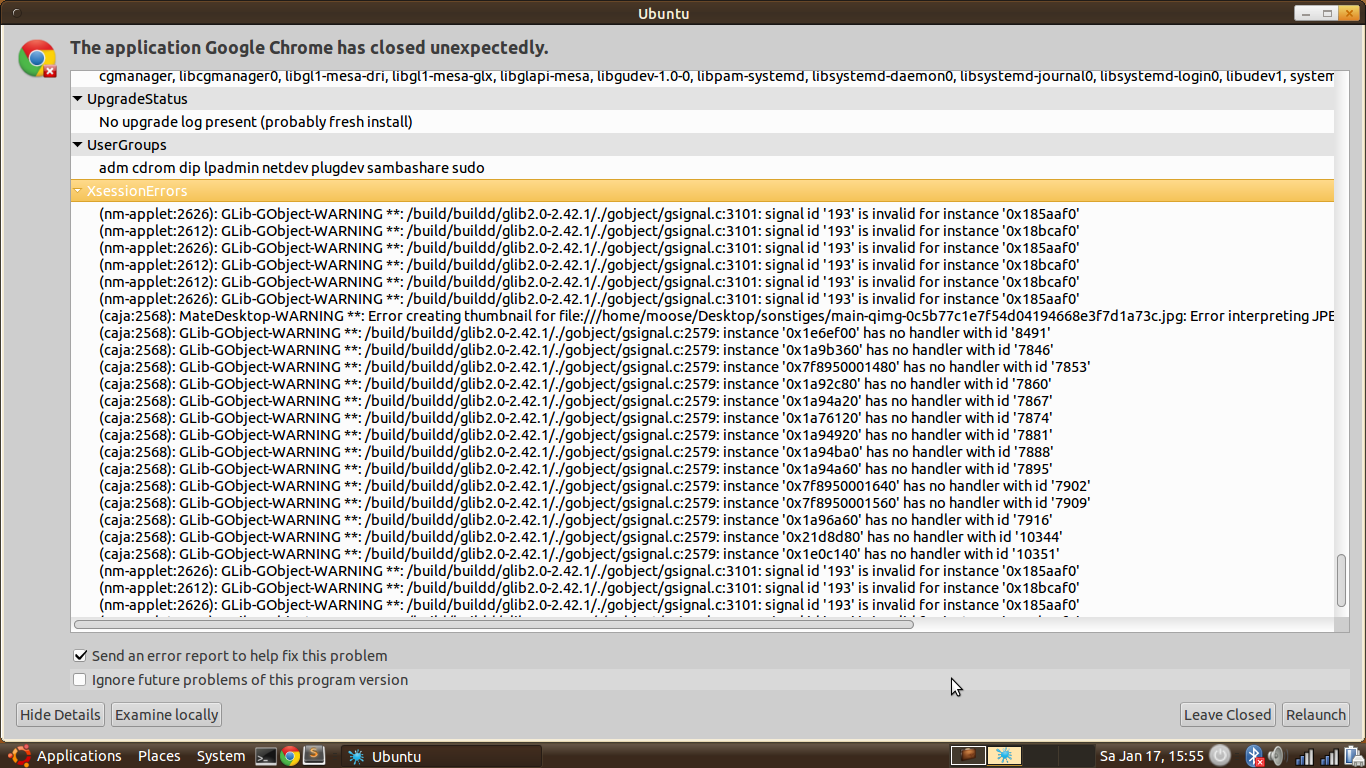 Ubuntu
The application Google Chrome has closed unexpectedly.
cgmanager, libcgmanager0, libgl1-mesa-dri, libgl1-mesa-glx, libglapi-mesa, libgudev-1.0-0, libpam-systemd, libsystemd-daemon0, libsystemd-journal0, libsystemd-login0, libudev1, system
UpgradeStatus
No upgrade log present (probably fresh install)
UserGroups
adm cdrom dip lpadmin netdev plugdev sambashare sudo
XsessionErrors
(nm-applet:2626): GLib-GObject-WARNING **: /build/buildd/glib2.0-2.42.1/./gobject/gsignal.c:3101: signal id '193' is invalid for instance '0x185aaf0'
(nm-applet:2612): GLib-GObject-WARNING **: /build/buildd/glib2.0-2.42.1/./gobject/gsignal.c:3101: signal id '193' is invalid for instance '0x18bcaf0'
(nm-applet:2626): GLib-GObject-WARNING **: /build/buildd/glib2.0-2.42.1/./gobject/gsignal.c:3101: signal id '193' is invalid for instance '0x185aaf0'
(nm-applet:2612): GLib-GObject-WARNING **: /build/buildd/glib2.0-2.42.1/./gobject/gsignal.c:3101: signal id '193' is invalid for instance '0x18bcaf0'
(nm-applet:2612): GLib-GObject-WARNING **: /build/buildd/glib2.0-2.42.1/./gobject/gsignal.c:3101: signal id '193' is invalid for instance '0x18bcaf0'
(nm-applet:2626): GLib-GObject-WARNING **: /build/buildd/glib2.0-2.42.1/./gobject/gsignal.c:3101: signal id '193' is invalid for instance '0x185aaf0'
(caja:2568): MateDesktop-WARNING **: Error creating thumbnail for file:///home/moose/Desktop/sonstiges/main-qimg-0c5b77c1e7f54d04194668e3f7d1a73c.jpg: Error interpreting JPE
(caja:2568): GLib-GObject-WARNING **: /build/buildd/glib2.0-2.42.1/./gobject/gsignal.c:2579: instance '0x1e6ef00' has no handler with id '8491'
(caja:2568): GLib-GObject-WARNING **: /build/buildd/glib2.0-2.42.1/./gobject/gsignal.c:2579: instance '0x1a9b360' has no handler with id '7846'
(caja:2568): GLib-GObject-WARNING **: /build/buildd/glib2.0-2.42.1/./gobject/gsignal.c:2579: instance '0x7f8950001480' has no handler with id '7853'
(caja:2568): GLib-GObject-WARNING **: /build/buildd/glib2.0-2.42.1/./gobject/gsignal.c:2579: instance '0x1a92c80' has no handler with id '7860'
(caja:2568): GLib-GObject-WARNING **: /build/buildd/glib2.0-2.42.1/./gobject/gsignal.c:2579: instance '0x1a94a20' has no handler with id '7867'
(caja:2568): GLib-GObject-WARNING **: /build/buildd/glib2.0-2.42.1/./gobject/gsignal.c:2579: instance '0x1a76120' has no handler with id '7874'
(caja:2568): GLib-GObject-WARNING **: /build/buildd/glib2.0-2.42.1/./gobject/gsignal.c:2579: instance '0x1a94920' has no handler with id '7881'
(caja:2568): GLib-GObject-WARNING **: /build/buildd/glib2.0-2.42.1/./gobject/gsignal.c:2579: instance '0x1a94ba0' has no handler with id '7888'
(caja:2568): GLib-GObject-WARNING **: /build/buildd/glib2.0-2.42.1/./gobject/gsignal.c:2579: instance '0x1a94a60' has no handler with id '7895'
(caja:2568): GLib-GObject-WARNING **: /build/buildd/glib2.0-2.42.1/./gobject/gsignal.c:2579: instance '0x7f8950001640' has no handler with id '7902'
(caja:2568): GLib-GObject-WARNING **: /build/buildd/glib2.0-2.42.1/./gobject/gsignal.c:2579: instance '0x7f8950001560' has no handler with id '7909'
(caja:2568): GLib-GObject-WARNING **: /build/buildd/glib2.0-2.42.1/./gobject/gsignal.c:2579: instance '0x1a96a60' has no handler with id '7916'
(caja:2568): GLib-GObject-WARNING **: /build/buildd/glib2.0-2.42.1/./gobject/gsignal.c:2579: instance '0x21d8d80' has no handler with id '10344'
(caja:2568): GLib-GObject-WARNING **: /build/buildd/glib2.0-2.42.1/./gobject/gsignal.c:2579: instance '0x1e0c140' has no handler with id '10351'
(nm-applet:2626): GLib-GObject-WARNING **: /build/buildd/glib2.0-2.42.1/./gobject/gsignal.c:3101: signal id '193' is invalid for instance '0x185aaf0'
(nm-applet:2612): GLib-GObject-WARNING **: /build/buildd/glib2.0-2.42.1/./gobject/gsignal.c:3101: signal id '193' is invalid for instance '0x18bcaf0'
(nm-applet:2626): GLib-GObject-WARNING **: /build/buildd/glib2.0-2.42.1/./gobject/gsignal.c:3101: signal id '193' is invalid for instance '0x185aaf0'
Send an error report to help fix this problem
Ignore future problems of this program version
Hide Details
Examine locally
Leave Closed
Relaunch
Applications Places System
Ubuntu
Sa Jan 17, 15:55